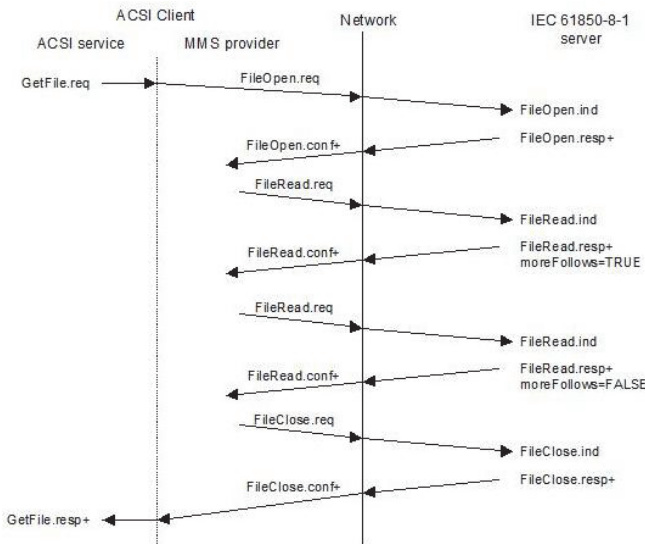 ACSI Client
Network
IEC 61850-8-1
server
ACSI service
MMS provider
GetFile.req
FileOpen.req
FileOpen.ind
FileOpen.resp+
FileOpen.conf+
FileRead.req
FileRead.ind
FileRead.resp+
moreFollows=TRUE
FileRead.conf+
FileRead.req
FileRead.ind
FileRead.resp+
moreFollows=FALSE
FileRead.conf+
FileClose.req
FileClose.ind
FileClose.resp+
FileClose.conf+
GetFile.resp+